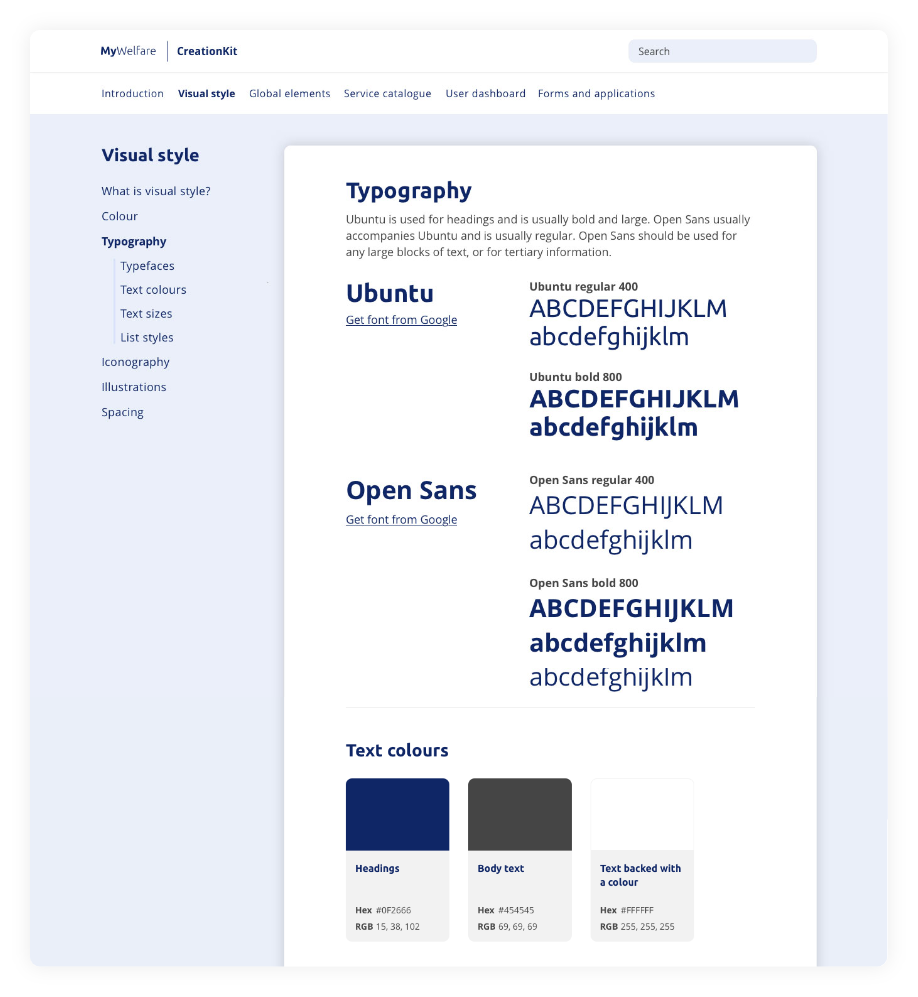 MyWelfare CreationKit Search
Introduction Visual style Global elements Service catalogue User dashboard Forms and applications
Visual style
What is visual style?
Colour
Typography
Typefaces
Text colours
Text sizes
List styles
Iconography
Illustrations
Spacing
Typography
Ubuntu is used for headings and is usually bold and large. Open Sans usually
accompanies Ubuntu and is usually regular. Open Sans should be used for
any large blocks of text, or for tertiary information.
Ubuntu
Get font from Google
Ubuntu regular 400
ABCDEFGHIJKLM
abcdefghijklm
Ubuntu bold 800
ABCDEFGHIJKLM
abcdefghijklm
Open Sans
Get font from Google
Open Sans regular 400
ABCDEFGHIJKLM
abcdefghijklm
Open Sans bold 800
ABCDEFGHIJKLM
abcdefghijklm
abcdefghijklm
Text colours
Headings
Hex #0F2666
RGB 15, 38, 102
Body text
Hex #454545
RGB 69, 69, 69
Text backed with
a colour
Hex #FFFFFF
RGB 255, 255, 255